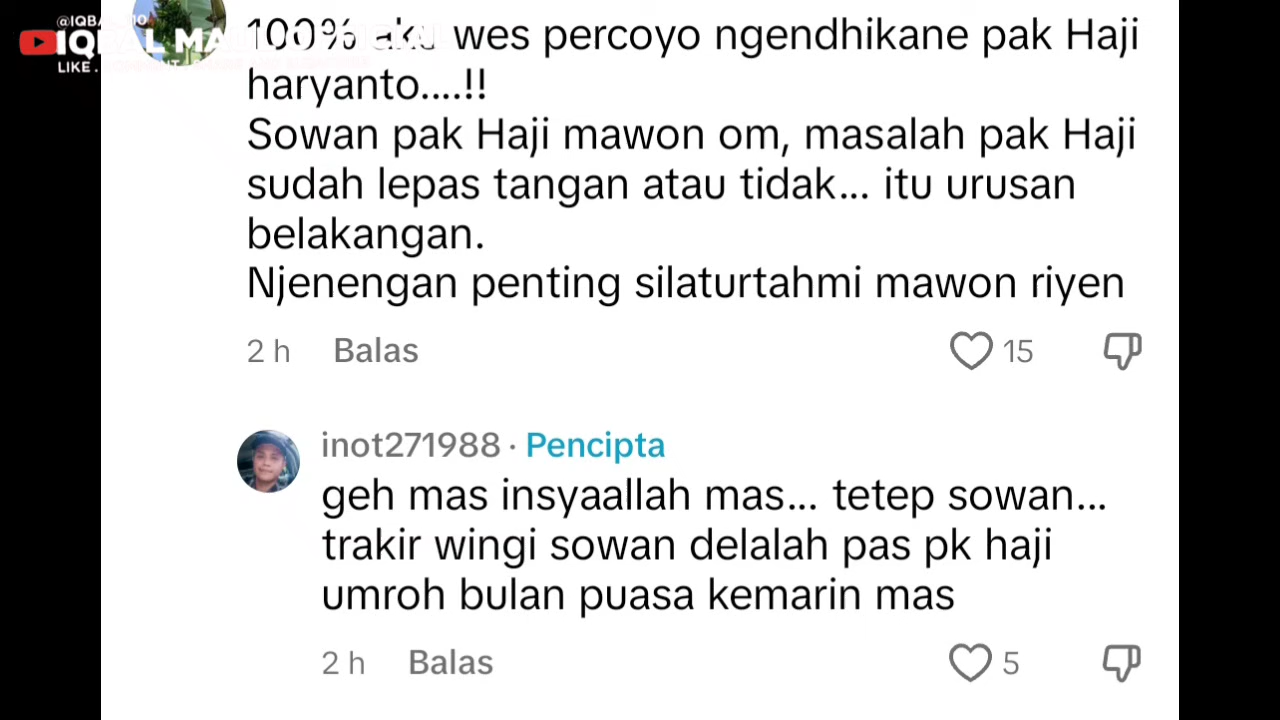 @IQBA
LIKE .
100% aku wes percoyo ngendhikane pak Haji
haryanto....!!
Sowan pak Haji mawon om, masalah pak Haji
sudah lepas tangan atau tidak... itu urusan
belakangan.
Njenengan penting silaturtahmi mawon riyen
2 h Balas 15
inot271988 · Pencipta
geh mas insyaallah mas... tetep sowan...
trakir wingi sowan delalah pas pk haji
umroh bulan puasa kemarin mas
2 h Balas 5